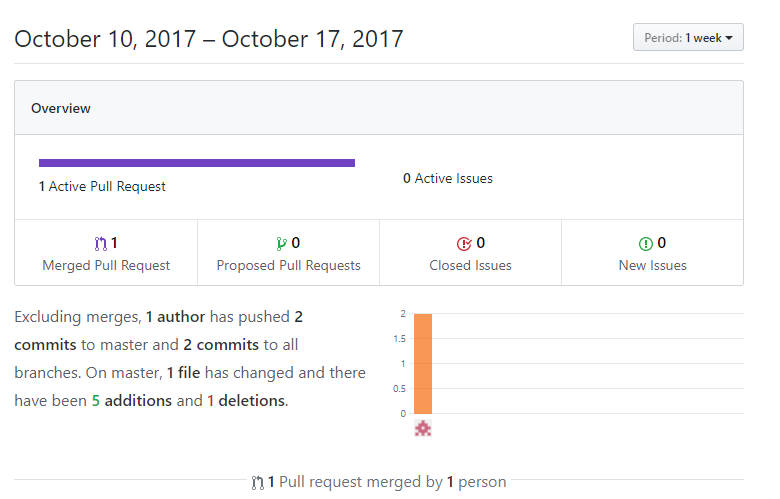 October 10, 2017 – October 17, 2017
Period: 1 week
Overview
1 Active Pull Request
0 Active Issues
1
Merged Pull Request
0
Proposed Pull Requests
0
Closed Issues
0
New Issues
Excluding merges, 1 author has pushed 2
commits to master and 2 commits to all
branches. On master, 1 file has changed and there
have been 5 additions and 1 deletions.
2
1.5
1
0.5
0
1 Pull request merged by 1 person